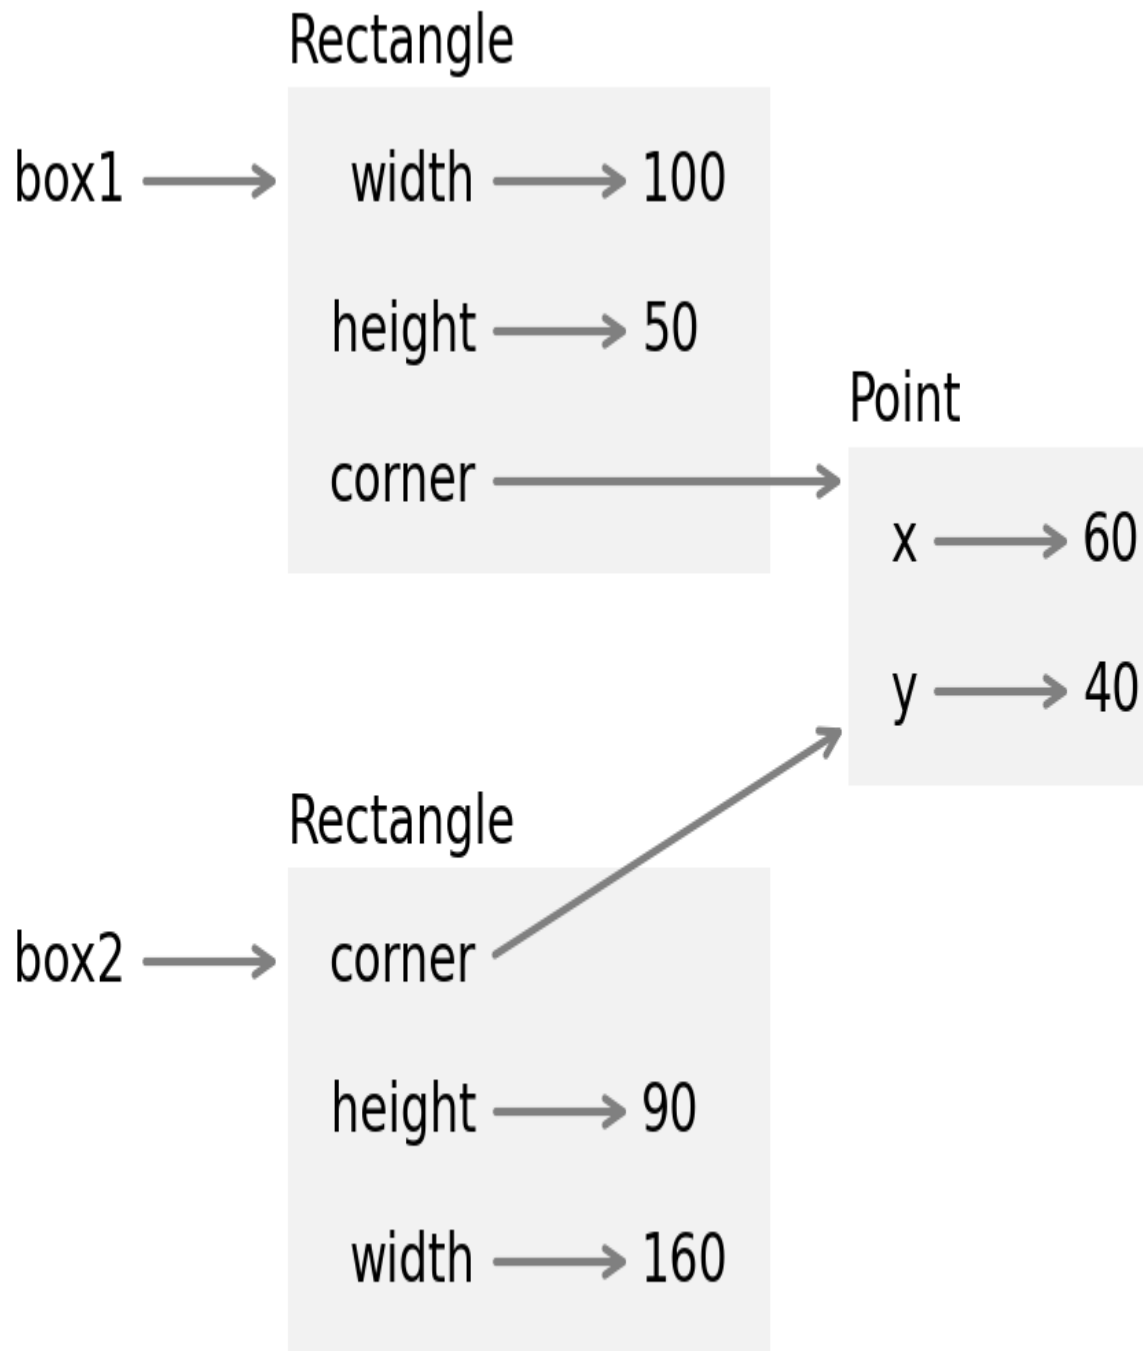 Rectangle
box1 width 100
height 50
Point
corner
x 60
y 40
Rectangle
box2 corner
height 90
width 160